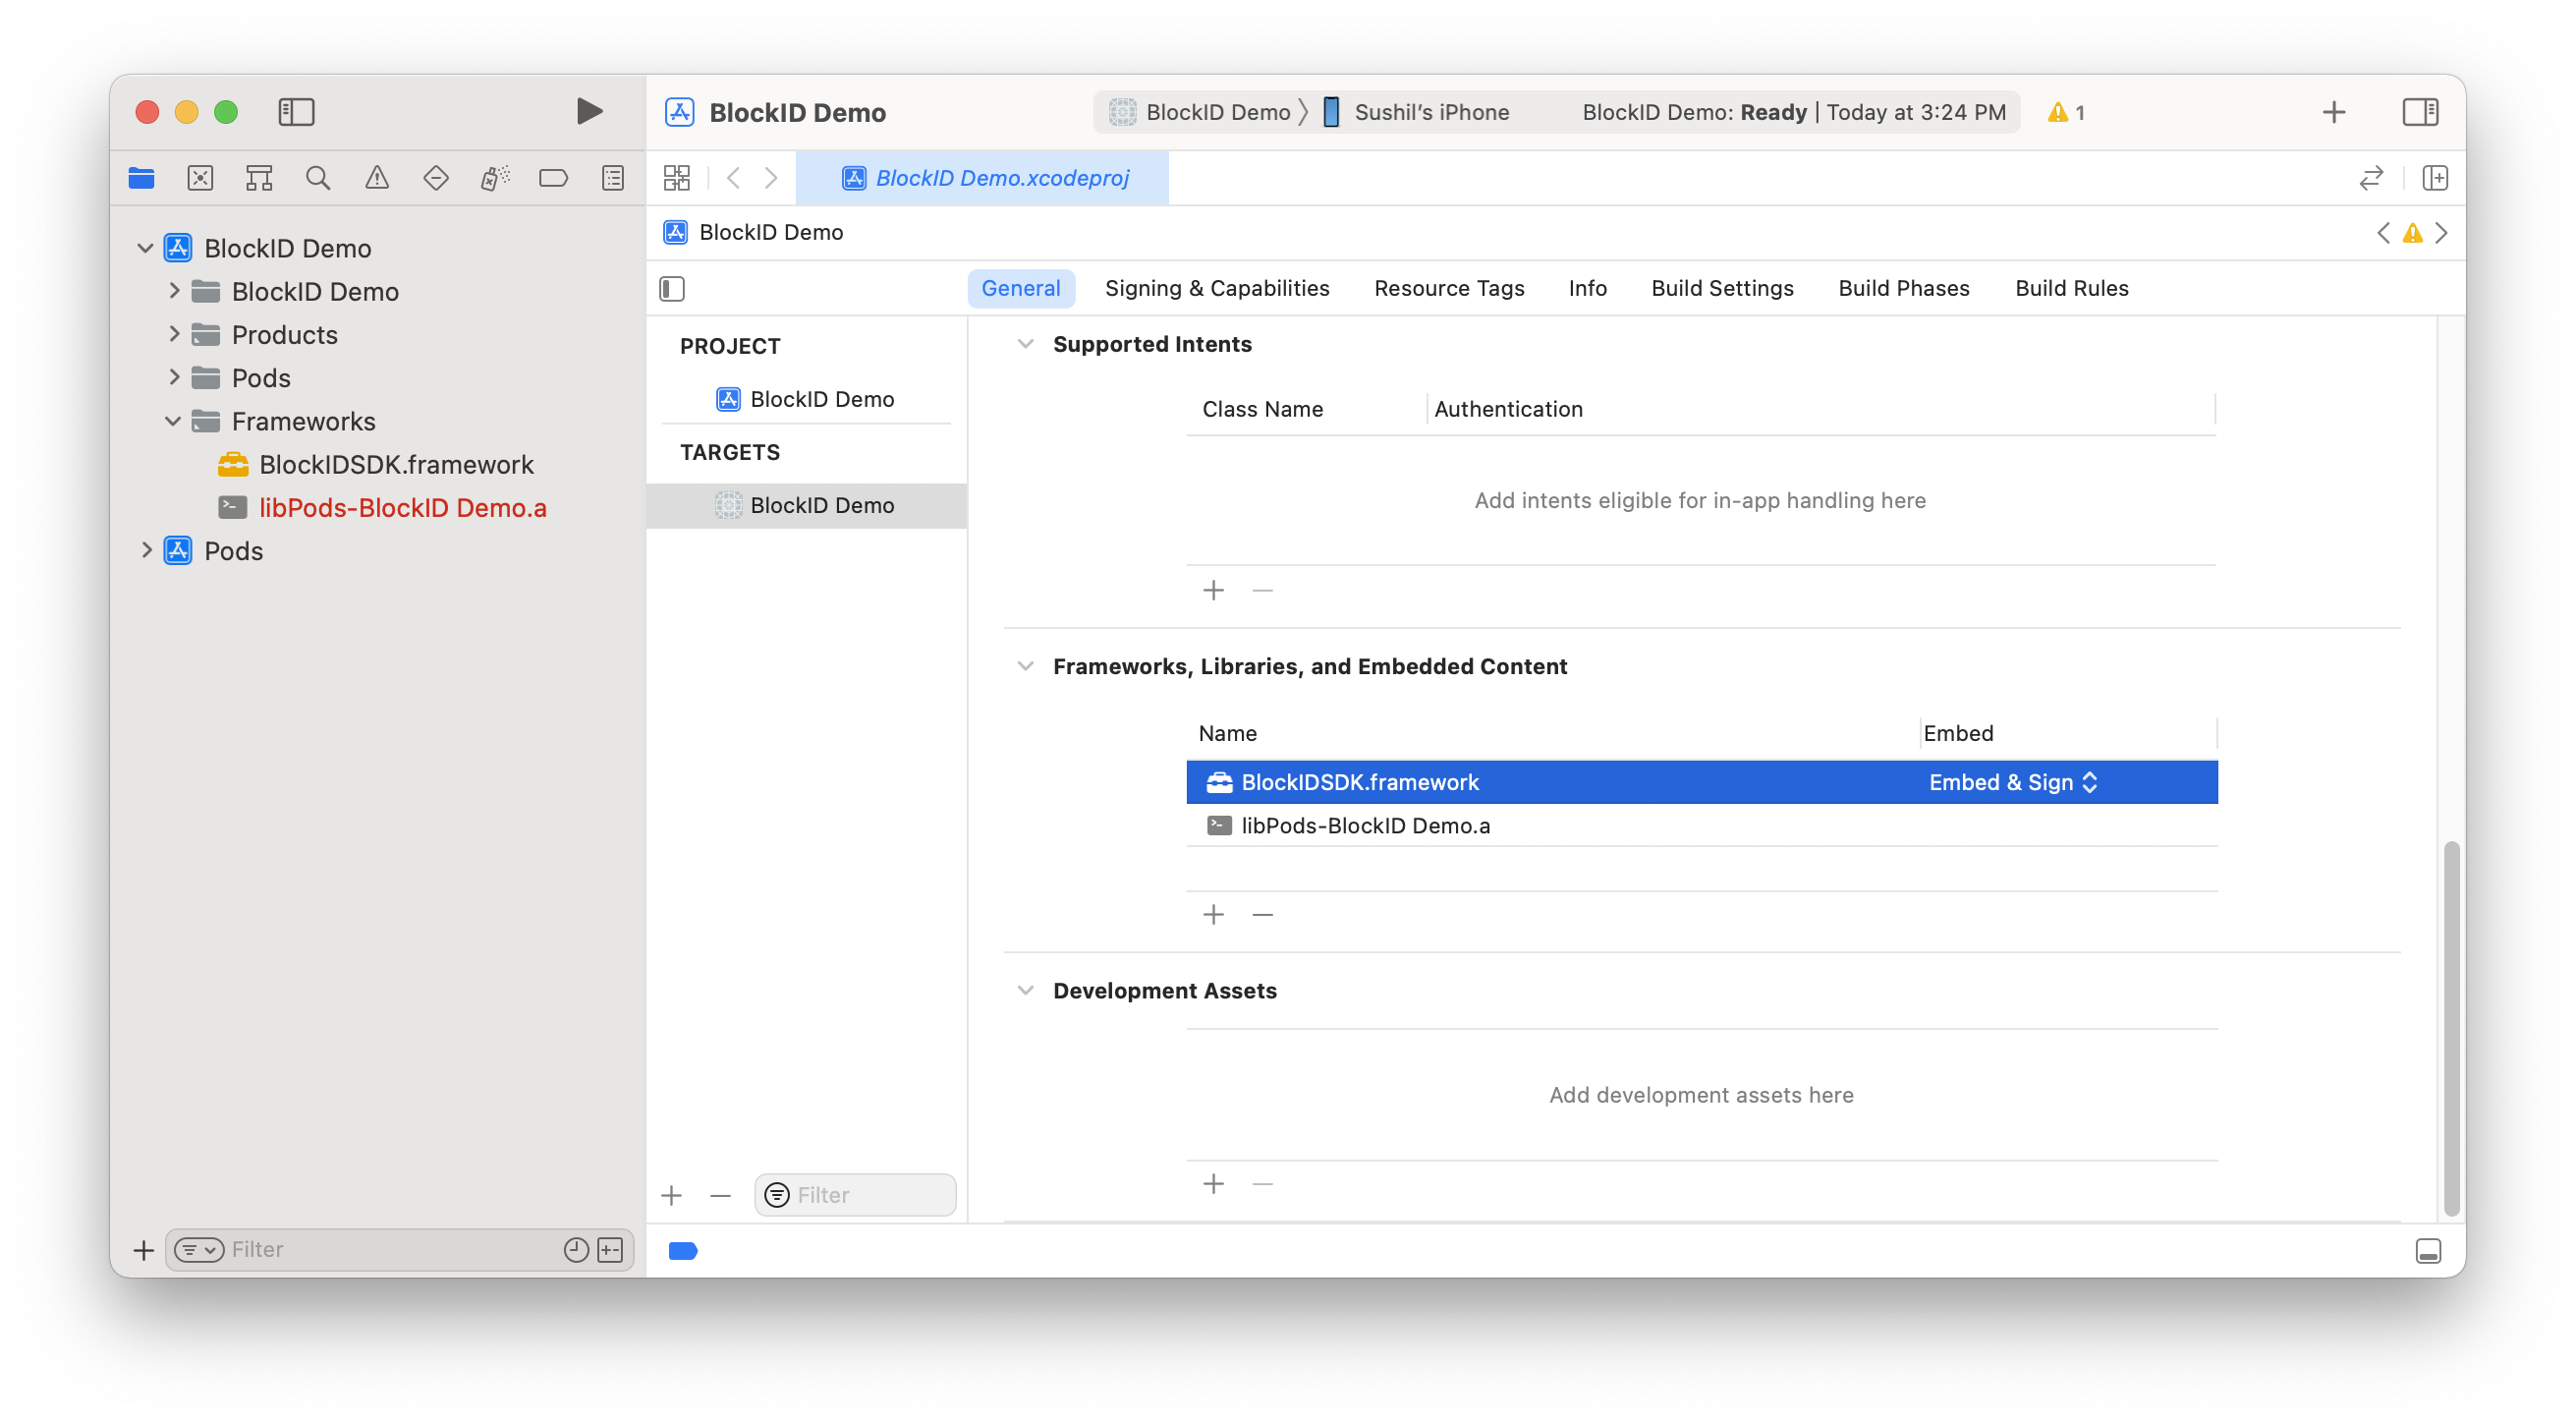 BlockID Demo
BlockID Demo
Sushil’s iPhone
BlockID Demo: Ready | Today at 3:24 PM
1
BlockID Demo.xcodeproj
BlockID Demo
BlockID Demo
BlockID Demo
Products
Pods
Frameworks
BlockIDSDK.framework
libPods-BlockID Demo.a
Pods
Filter
General
Signing & Capabilities
Resource Tags
Info
Build Settings
Build Phases
Build Rules
PROJECT
BlockID Demo
TARGETS
BlockID Demo
Filter
Supported Intents
Class Name
Authentication
Add intents eligible for in-app handling here
Frameworks, Libraries, and Embedded Content
Name
Embed
BlockIDSDK.framework
Embed & Sign
libPods-BlockID Demo.a
Development Assets
Add development assets here